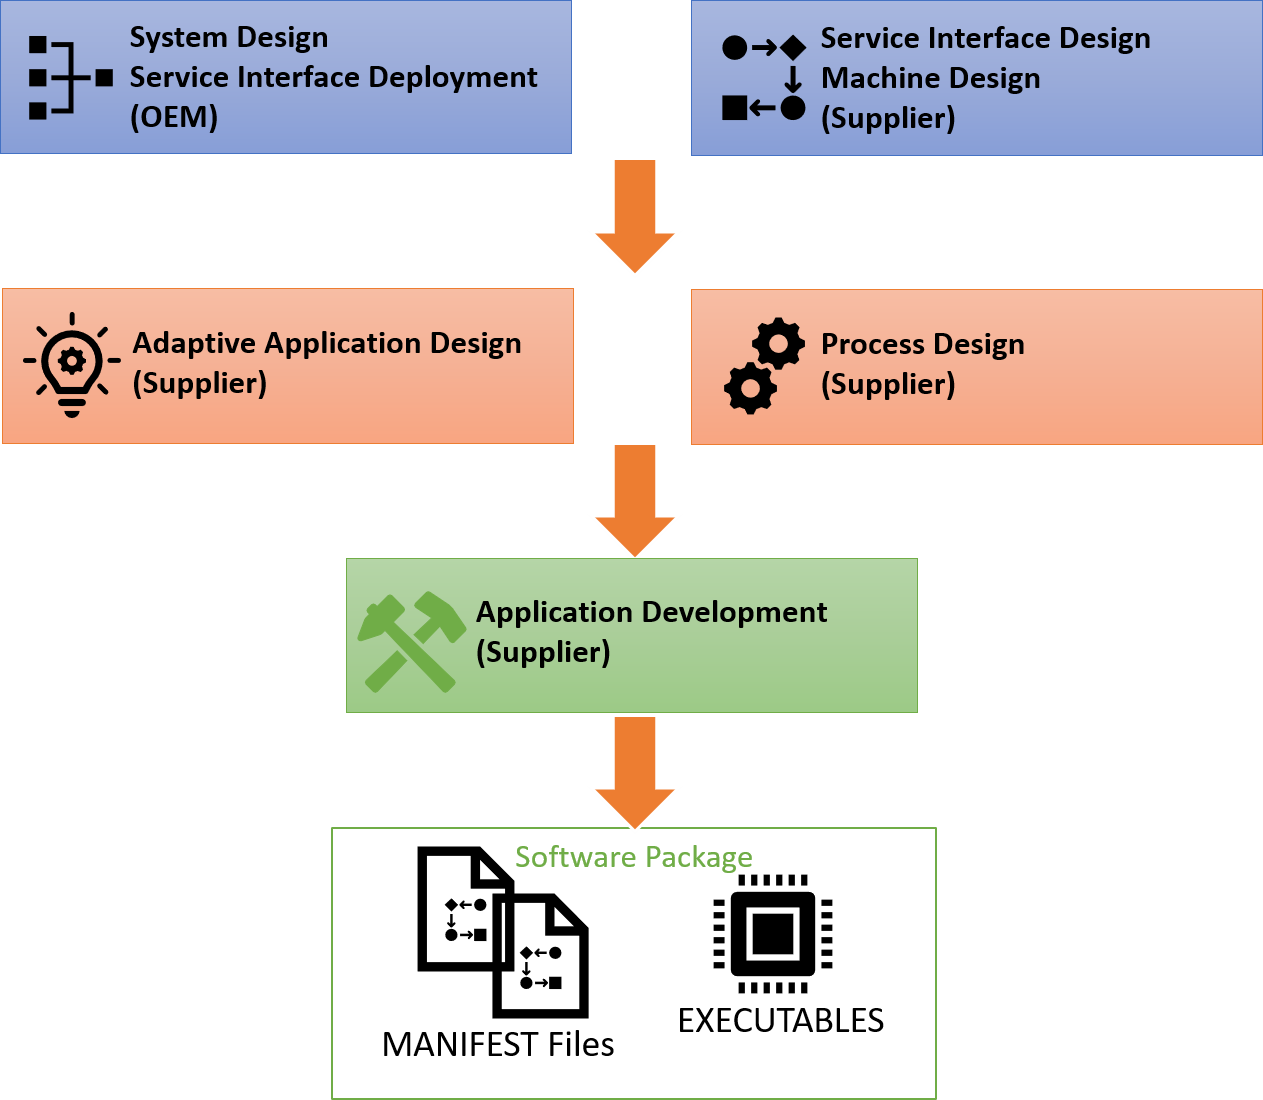 System Design
Service Interface Deployment
(OEM)
Service Interface Design
Machine Design
(Supplier)
Adaptive Application Design
(Supplier)
Process Design
(Supplier)
Application Development
(Supplier)
Software Package
MANIFEST Files
EXECUTABLES